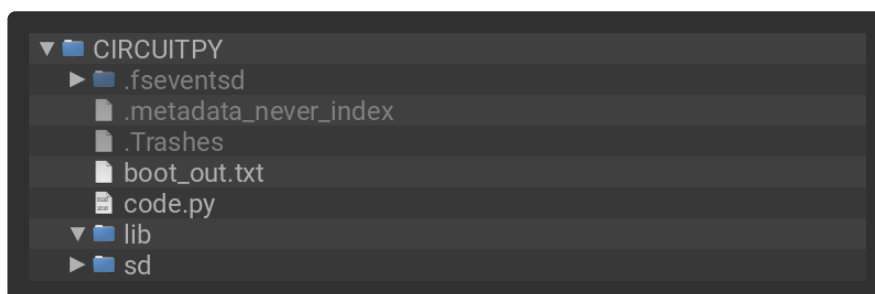 CIRCUITPY
.fseventsd
.metadata_never_index
.Trashes
boot_out.txt
code.py
lib
sd